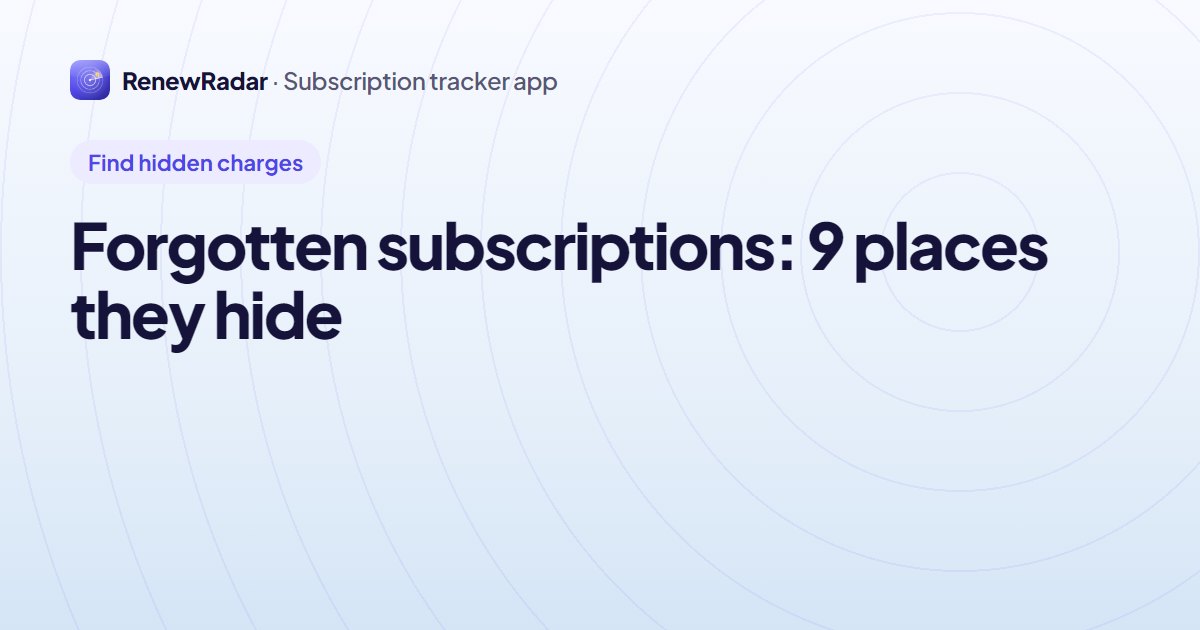 RenewRadar · Subscription tracker app
Find hidden charges
Forgotten subscriptions: 9 places
they hide